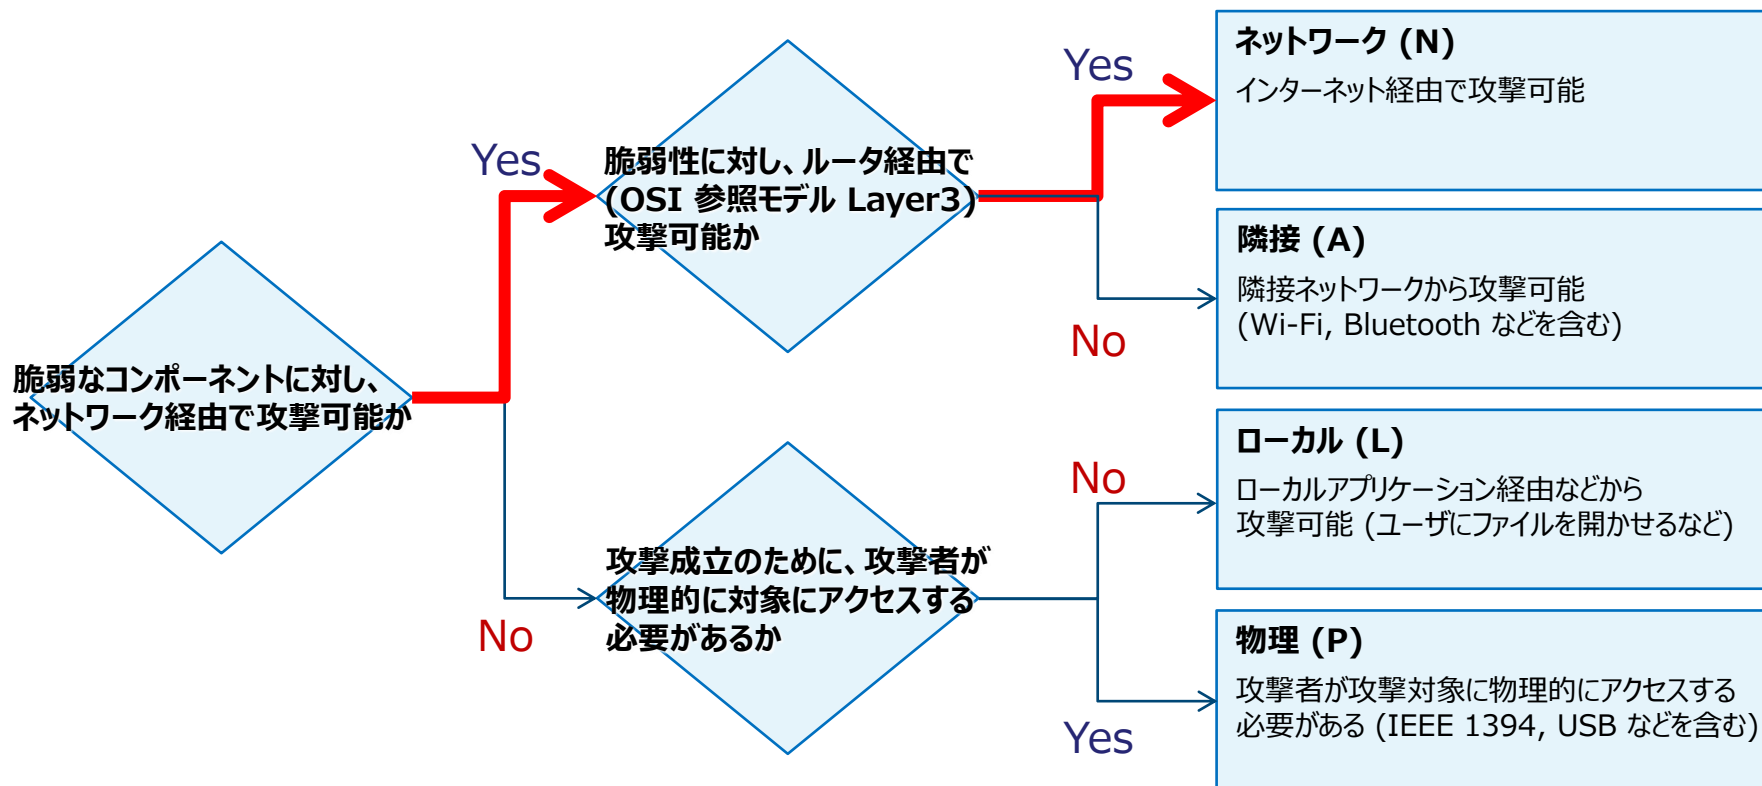 脆弱なコンポーネントに対し、
ネットワーク経由で攻撃可能か
Yes
No
脆弱性に対し、ルータ経由で
(OSI 参照モデル Layer3)
攻撃可能か
Yes
No
攻撃成立のために、攻撃者が
物理的に対象にアクセスする
必要があるか
No
Yes
ネットワーク (N)
インターネット経由で攻撃可能
隣接 (A)
隣接ネットワークから攻撃可能
(Wi-Fi, Bluetooth などを含む)
ローカル (L)
ローカルアプリケーション経由などから
攻撃可能 (ユーザにファイルを開かせるなど)
物理 (P)
攻撃者が攻撃対象に物理的にアクセスする
必要がある (IEEE 1394, USB などを含む)